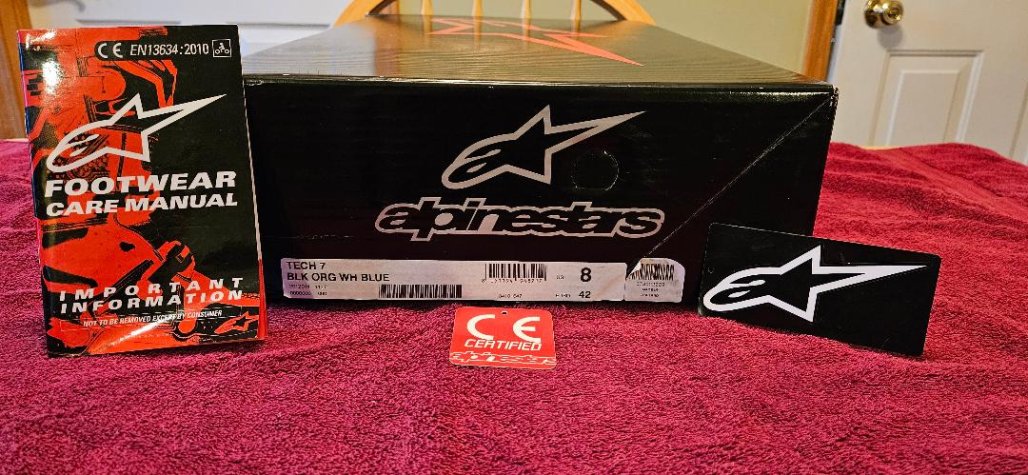 CE EN13634:2010
FOOTWEAR
CARE MANUAL
IMPORTANT
INFORMATION
NOT TO BE REMOVED EXCEPT BY CONSUMER
alpinestars
TECH 7
BLK ORG WH BLUE
8
42
CE
CERTIFIED
alpinestars